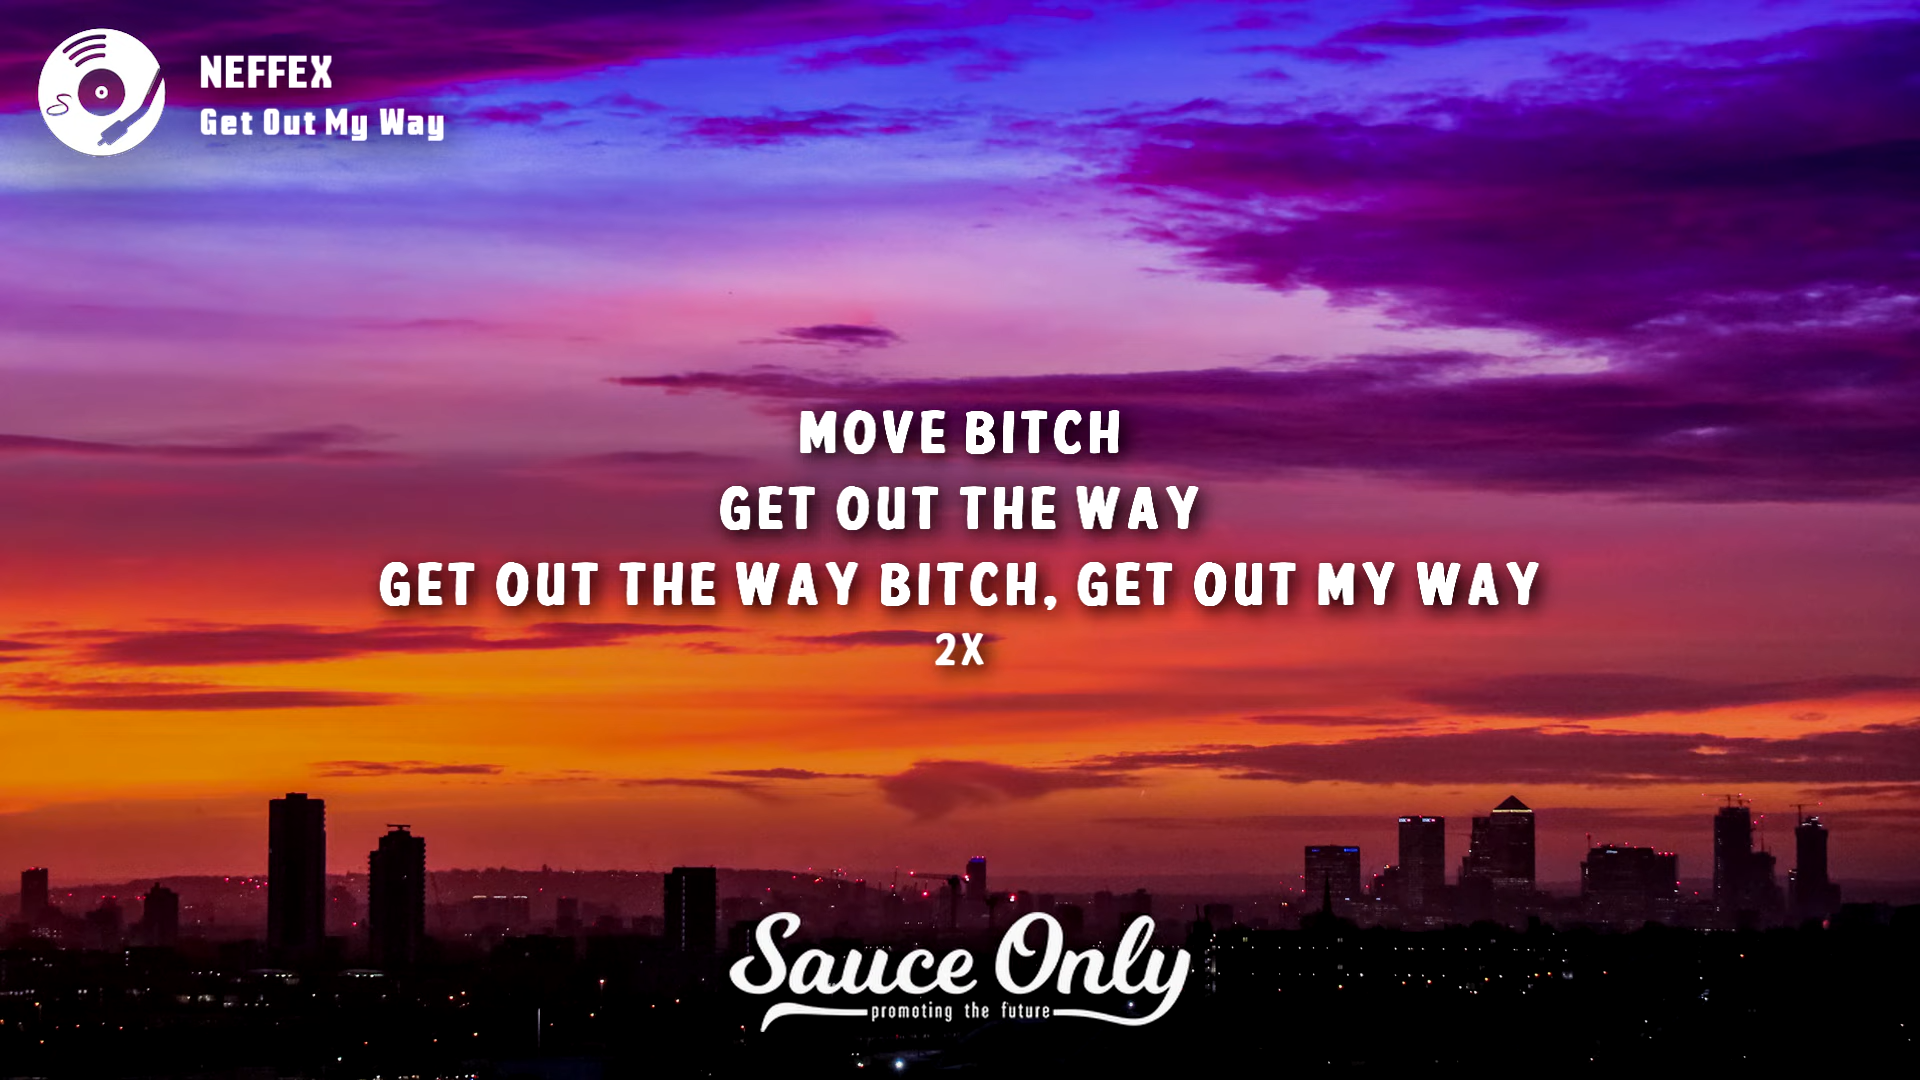 NEFFEX
Get Out My Way
MOVE BITCH
GET OUT THE WAY
GET OUT THE WAY BITCH, GET OUT MY WAY
2X
Sauce Only
promoting the future